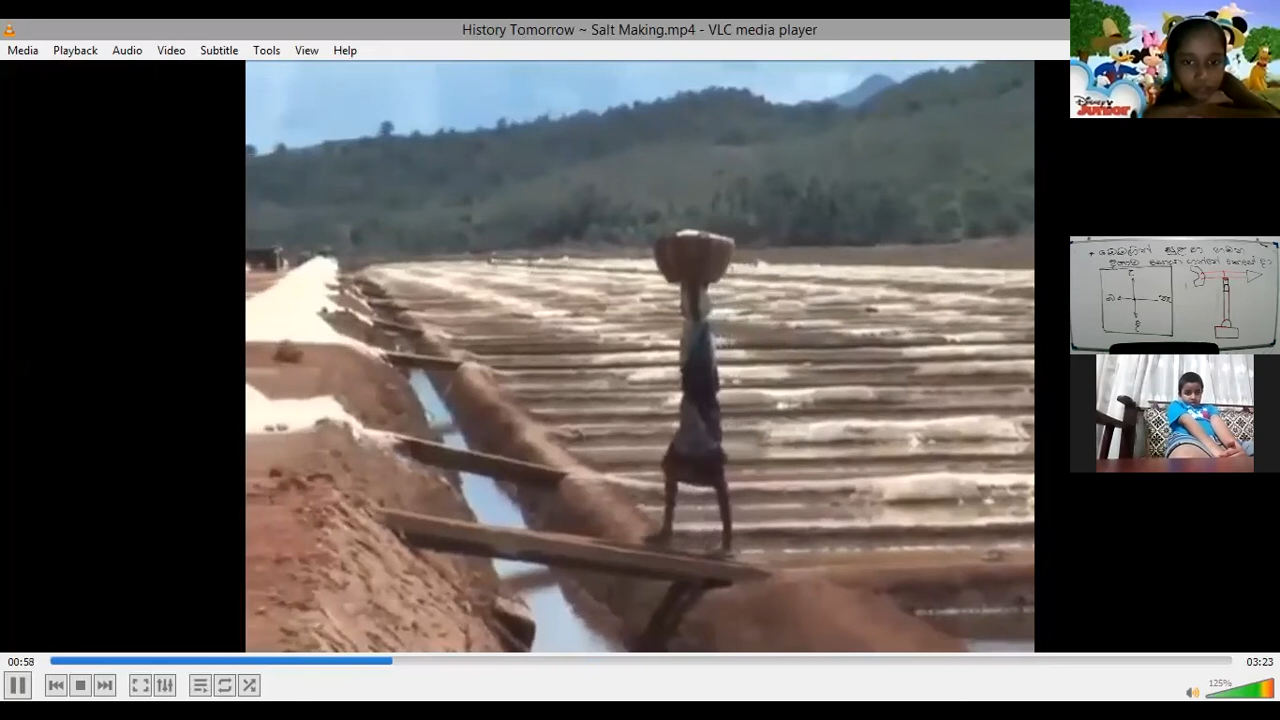 History Tomorrow ~ Salt Making.mp4 - VLC media player
Media Playback Audio Video Subtitle Tools View Help
Disney
Junior
00:58
03:23
125%